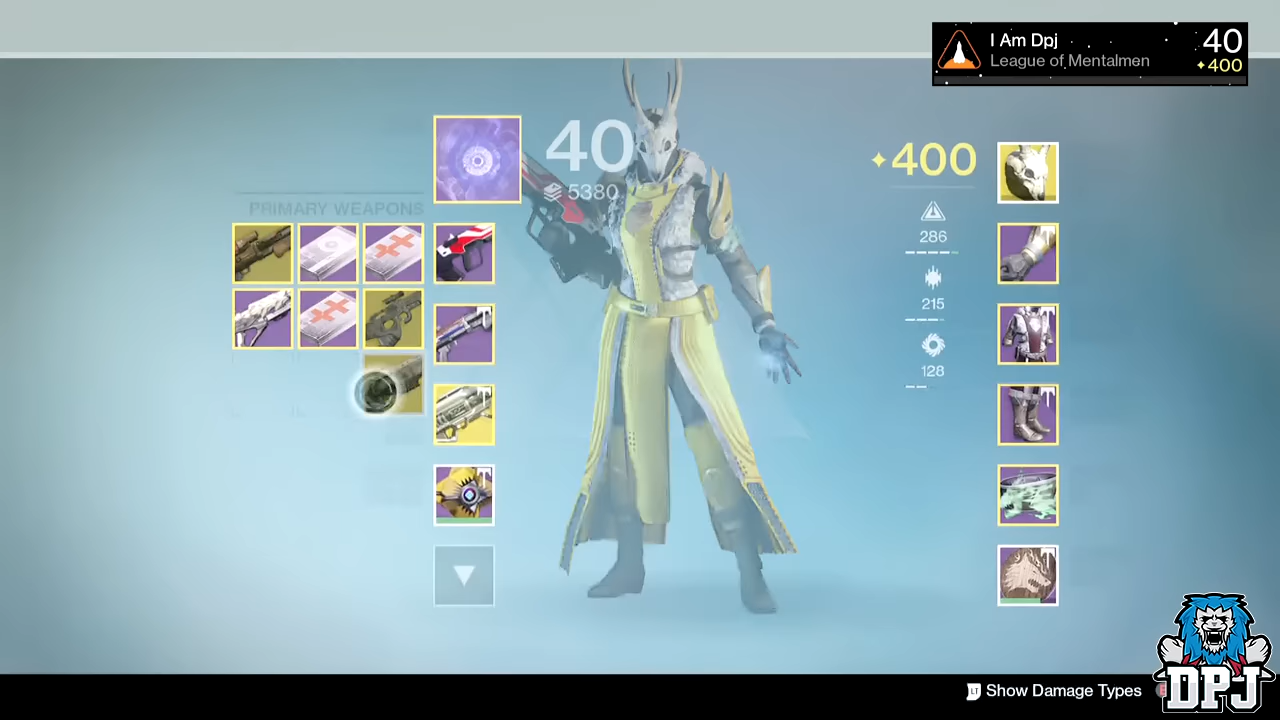 I Am Dpj
League of Mentalmen
40
400
40
5380
400
PRIMARY WEAPONS
286
215
128
LT Show Damage Types
DPJ